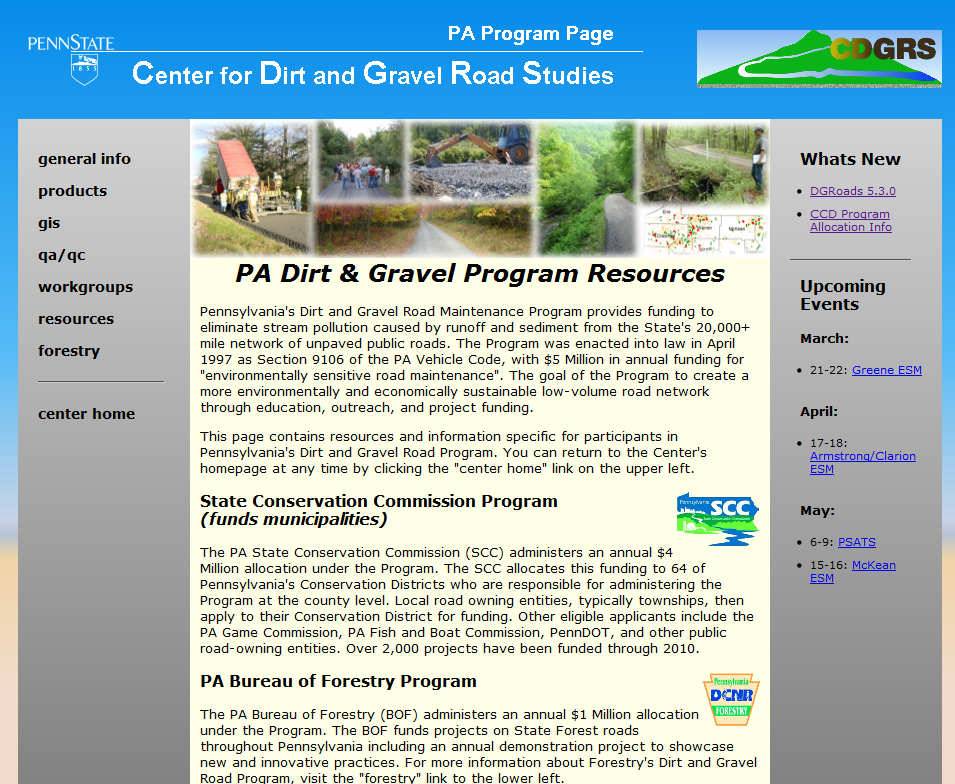 PENNSTATE
1855
PA Program Page
Center for Dirt and Gravel Road Studies
CDGRS
general info
products
gis
qa/qc
workgroups
resources
forestry
center home
PA Dirt & Gravel Program Resources
Pennsylvania's Dirt and Gravel Road Maintenance Program provides funding to
eliminate stream pollution caused by runoff and sediment from the State's 20,000+
mile network of unpaved public roads. The Program was enacted into law in April
1997 as Section 9106 of the PA Vehicle Code, with $5 Million in annual funding for
"environmentally sensitive road maintenance". The goal of the Program to create a
more environmentally and economically sustainable low-volume road network
through education, outreach, and project funding.
This page contains resources and information specific for participants in
Pennsylvania's Dirt and Gravel Road Program. You can return to the Center's
homepage at any time by clicking the "center home" link on the upper left.
State Conservation Commission Program
(funds municipalities)
Pennsylvania
SCC
State Conservation Commission
The PA State Conservation Commission (SCC) administers an annual $4
Million allocation under the Program. The SCC allocates this funding to 64 of
Pennsylvania's Conservation Districts who are responsible for administering the
Program at the county level. Local road owning entities, typically townships, then
apply to their Conservation District for funding. Other eligible applicants include the
PA Game Commission, PA Fish and Boat Commission, PennDOT, and other public
road-owning entities. Over 2,000 projects have been funded through 2010.
PA Bureau of Forestry Program
Pennsylvania
DCNR
FORESTRY
The PA Bureau of Forestry (BOF) administers an annual $1 Million allocation
under the Program. The BOF funds projects on State Forest roads
throughout Pennsylvania including an annual demonstration project to showcase
new and innovative practices. For more information about Forestry's Dirt and Gravel
Road Program, visit the "forestry" link to the lower left.
Whats New
DGRoads 5.3.0
CCD Program
Allocation Info
Upcoming
Events
March:
21-22: Greene ESM
April:
17-18:
Armstrong/Clarion
ESM
May:
6-9: PSATS
15-16: McKean
ESM